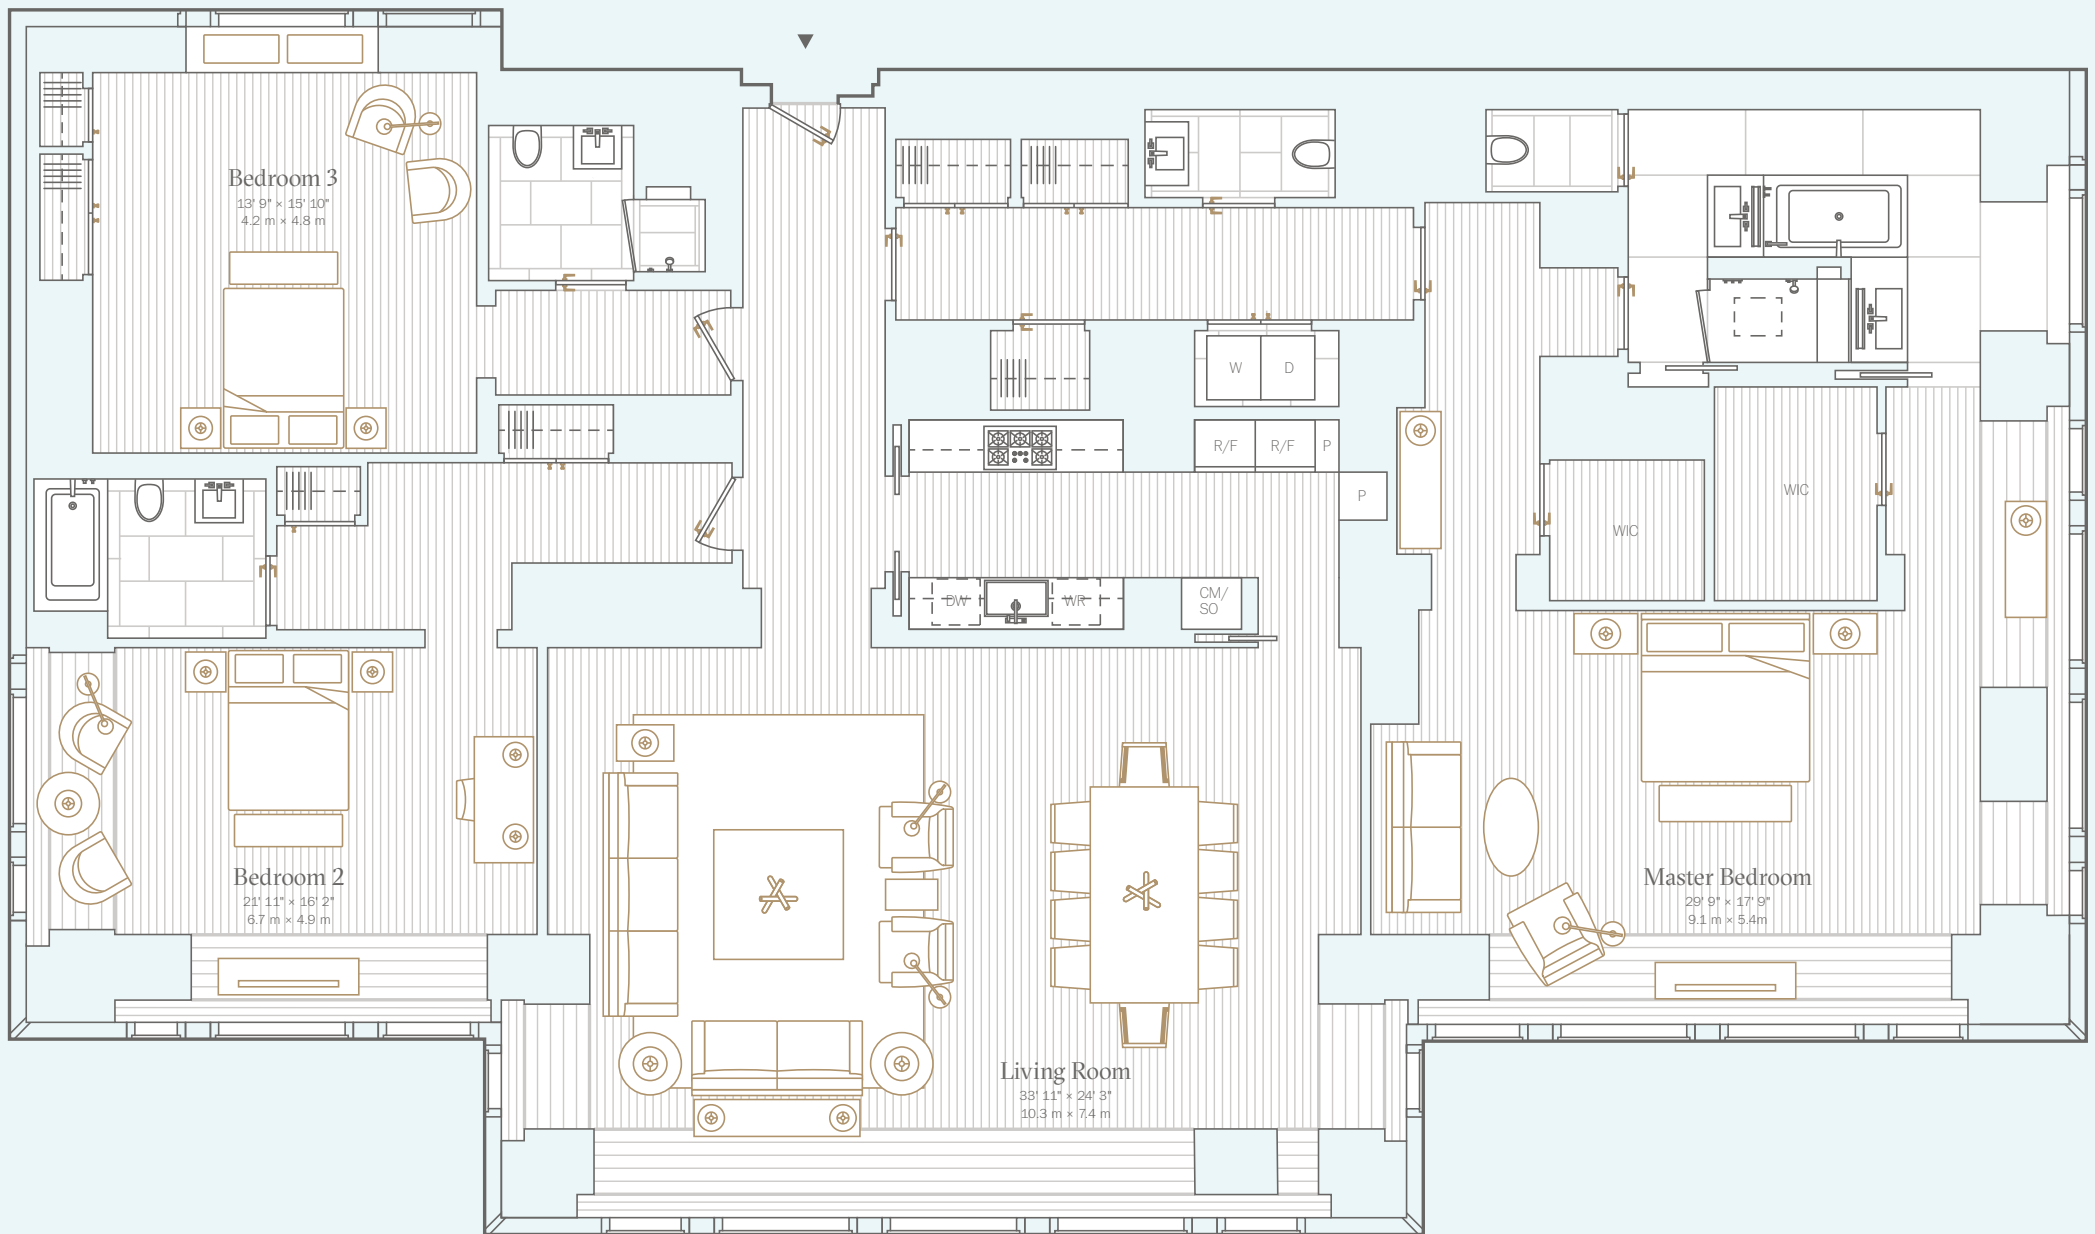 Bedroom 3
13' 9" × 15' 10"
4.2 m × 4.8 m
W
D
R/F
R/F
P
P
WIC
WIC
DW
WR
CM/
SO
Bedroom 2
21' 11" × 16' 2"
6.7 m × 4.9 m
Master Bedroom
29' 9" × 17' 9"
9.1 m × 5.4m
Living Room
33' 11" × 24' 3"
10.3 m × 7.4 m